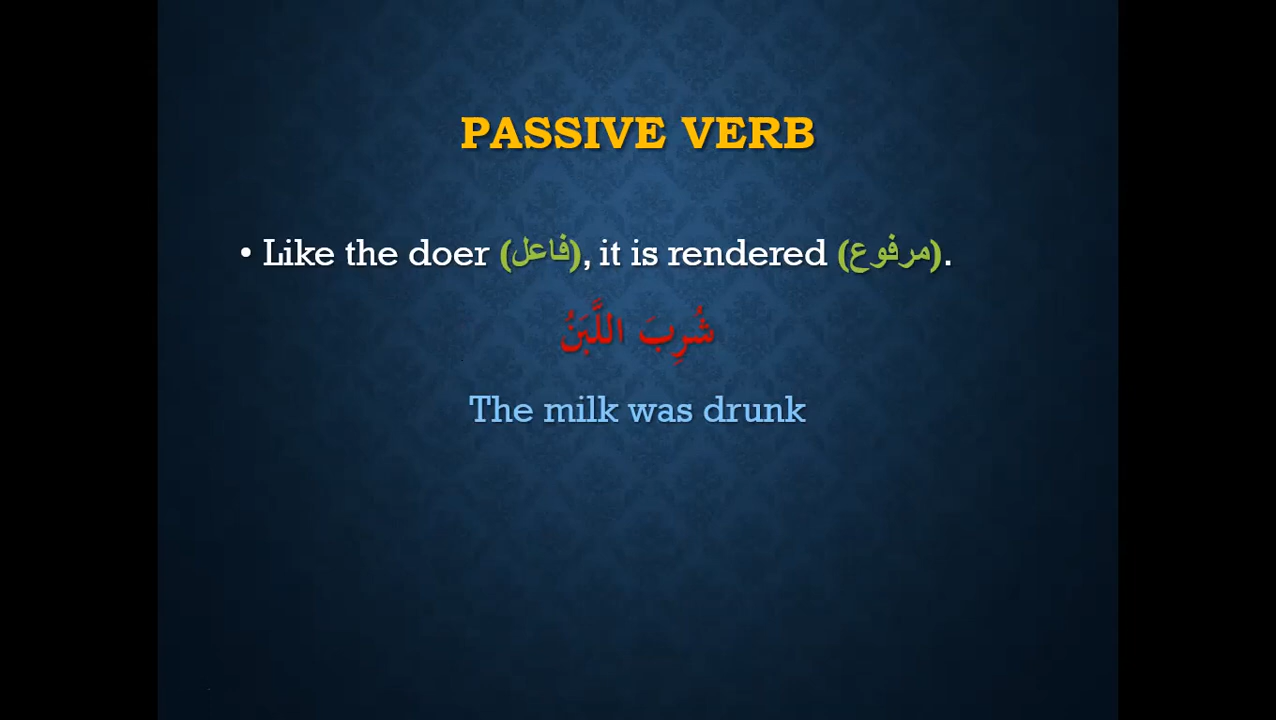 PASSIVE VERB
• Like the doer (فاعل), it is rendered (مرفوع).
شُرِبَ اللَّبَنُ
The milk was drunk